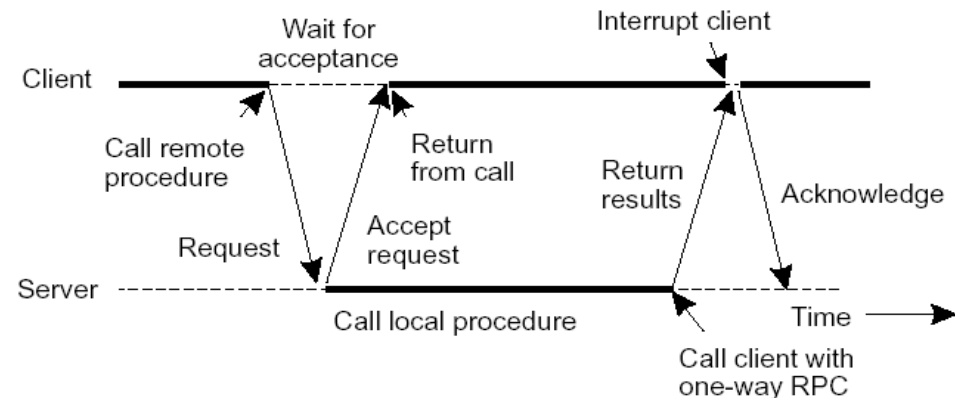 Wait for
acceptance
Interrupt client
Client
Call remote
procedure
Return
from call
Return
results
Acknowledge
Request
Accept
request
Server
Call local procedure
Time
Call client with
one-way RPC